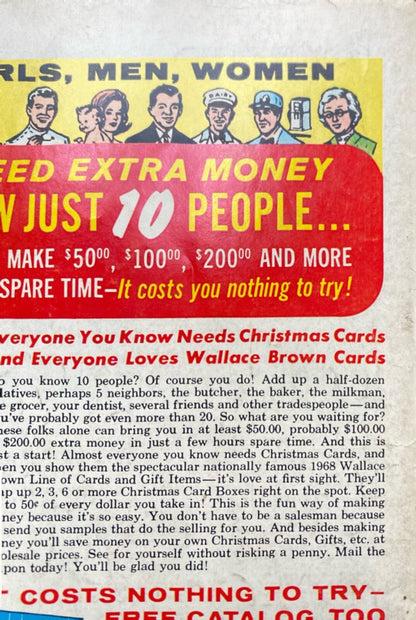 RLS, MEN, WOMEN
DAIRY
EED EXTRA MONEY
W JUST 10 PEOPLE...
MAKE $50⁰⁰, $100⁰⁰, $200⁰⁰ AND MORE
SPARE TIME—It costs you nothing to try!
veryone You Know Needs Christmas Cards
nd Everyone Loves Wallace Brown Cards
o you know 10 people? Of course you do! Add up a half-dozen
latives, perhaps 5 neighbors, the butcher, the baker, the milkman,
e grocer, your dentist, several friends and other tradespeople—and
u've probably got even more than 20. So what are you waiting for?
hese folks alone can bring you in at least $50.00, probably $100.00
$200.00 extra money in just a few hours spare time. And this is
st a start! Almost everyone you know needs Christmas Cards, and
en you show them the spectacular nationally famous 1968 Wallace
own Line of Cards and Gift Items—it's love at first sight. They'll
ap up 2, 3, 6 or more Christmas Card Boxes right on the spot. Keep
to 50¢ of every dollar you take in! This is the fun way of making
ney because it's so easy. You don't have to be a salesman because
send you samples that do the selling for you. And besides making
ney you'll save money on your own Christmas Cards, Gifts, etc. at
olesale prices. See for yourself without risking a penny. Mail the
pon today! You'll be glad you did!
T COSTS NOTHING TO TRY—
FREE CATALOG, TOO